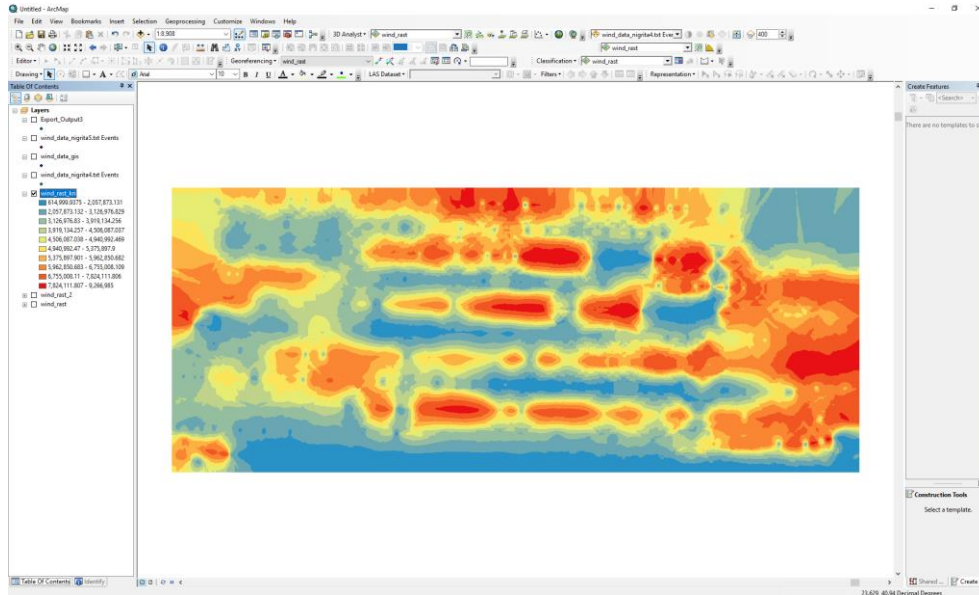 Untitled - ArcMap
File Edit View Bookmarks Insert Selection Geoprocessing Customize Windows Help
1:8.908 3D Analyst wind_rast wind_data_nigrita4.txt Eve 400
wind_rast
Editor Georeferencing wind_rast Classification wind_rast
Drawing A Arial 10 B I U A LAS Dataset Filters Representation
Table Of Contents
Layers
Export_Output3
wind_data_nigrita5.txt Events
wind_data_gis
wind_data_nigrita4.txt Events
wind_rast_kri
614,999.9375 - 2,057,873.131
2,057,873.132 - 3,126,976.829
3,126,976.83 - 3,919,134.256
3,919,134.257 - 4,506,087.037
4,506,087.038 - 4,940,992.469
4,940,992.47 - 5,375,897.9
5,375,897.901 - 5,962,850.682
5,962,850.683 - 6,755,008.109
6,755,008.11 - 7,824,111.806
7,824,111.807 - 9,266,985
wind_rast_2
wind_rast
Create Features
<Search>
There are no templates to s
Construction Tools
Select a template.
Table Of Contents Identify
Shared ... Create
23,629 40,94 Decimal Degrees